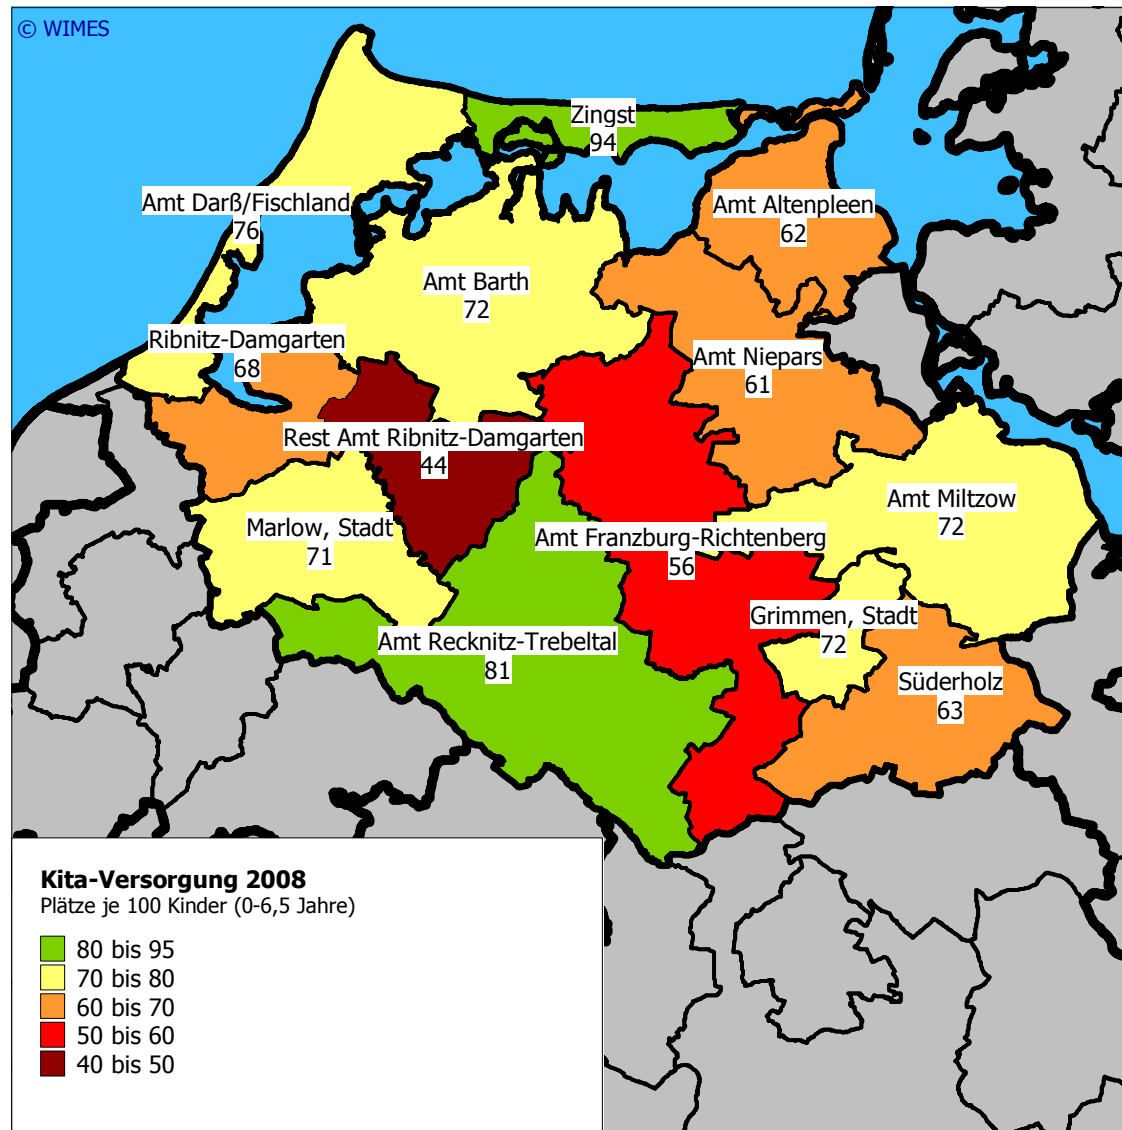 © WIMES
Zingst
94
Amt Darß/Fischland
76
Amt Altenpleen
62
Amt Barth
72
Ribnitz-Damgarten
68
Amt Niepars
61
Rest Amt Ribnitz-Damgarten
44
Amt Miltzow
72
Marlow, Stadt
71
Amt Franzburg-Richtenberg
56
Grimmen, Stadt
72
Amt Recknitz-Trebeltal
81
Süderholz
63
Kita-Versorgung 2008
Plätze je 100 Kinder (0-6,5 Jahre)
80 bis 95
70 bis 80
60 bis 70
50 bis 60
40 bis 50